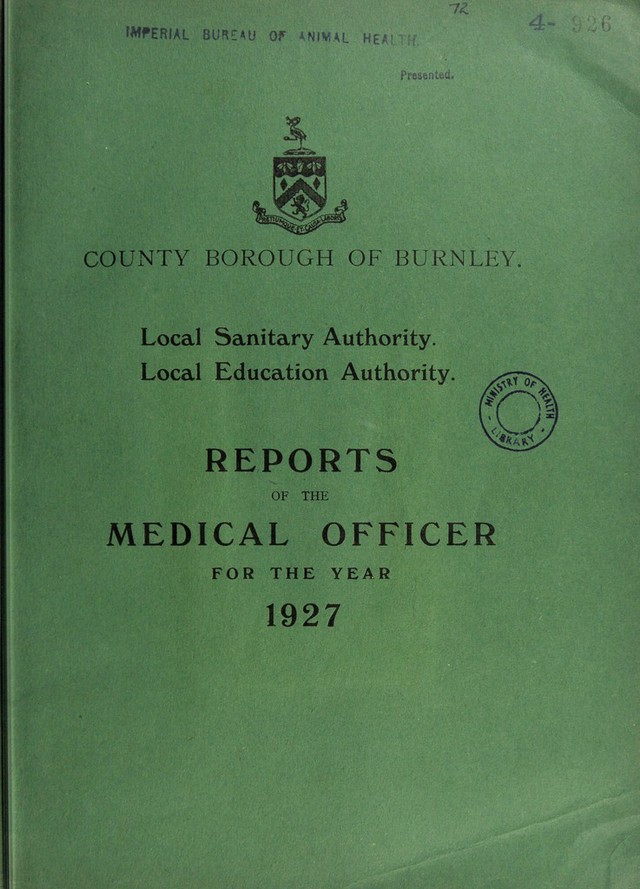 72
4- 926
IMPERIAL BUREAU OF ANIMAL HEALTH
Presented.
COUNTY BOROUGH OF BURNLEY.
Local Sanitary Authority.
Local Education Authority.
MINISTRY OF HEALTH
- LIBRARY -
REPORTS
OF THE
MEDICAL OFFICER
FOR THE YEAR
1927